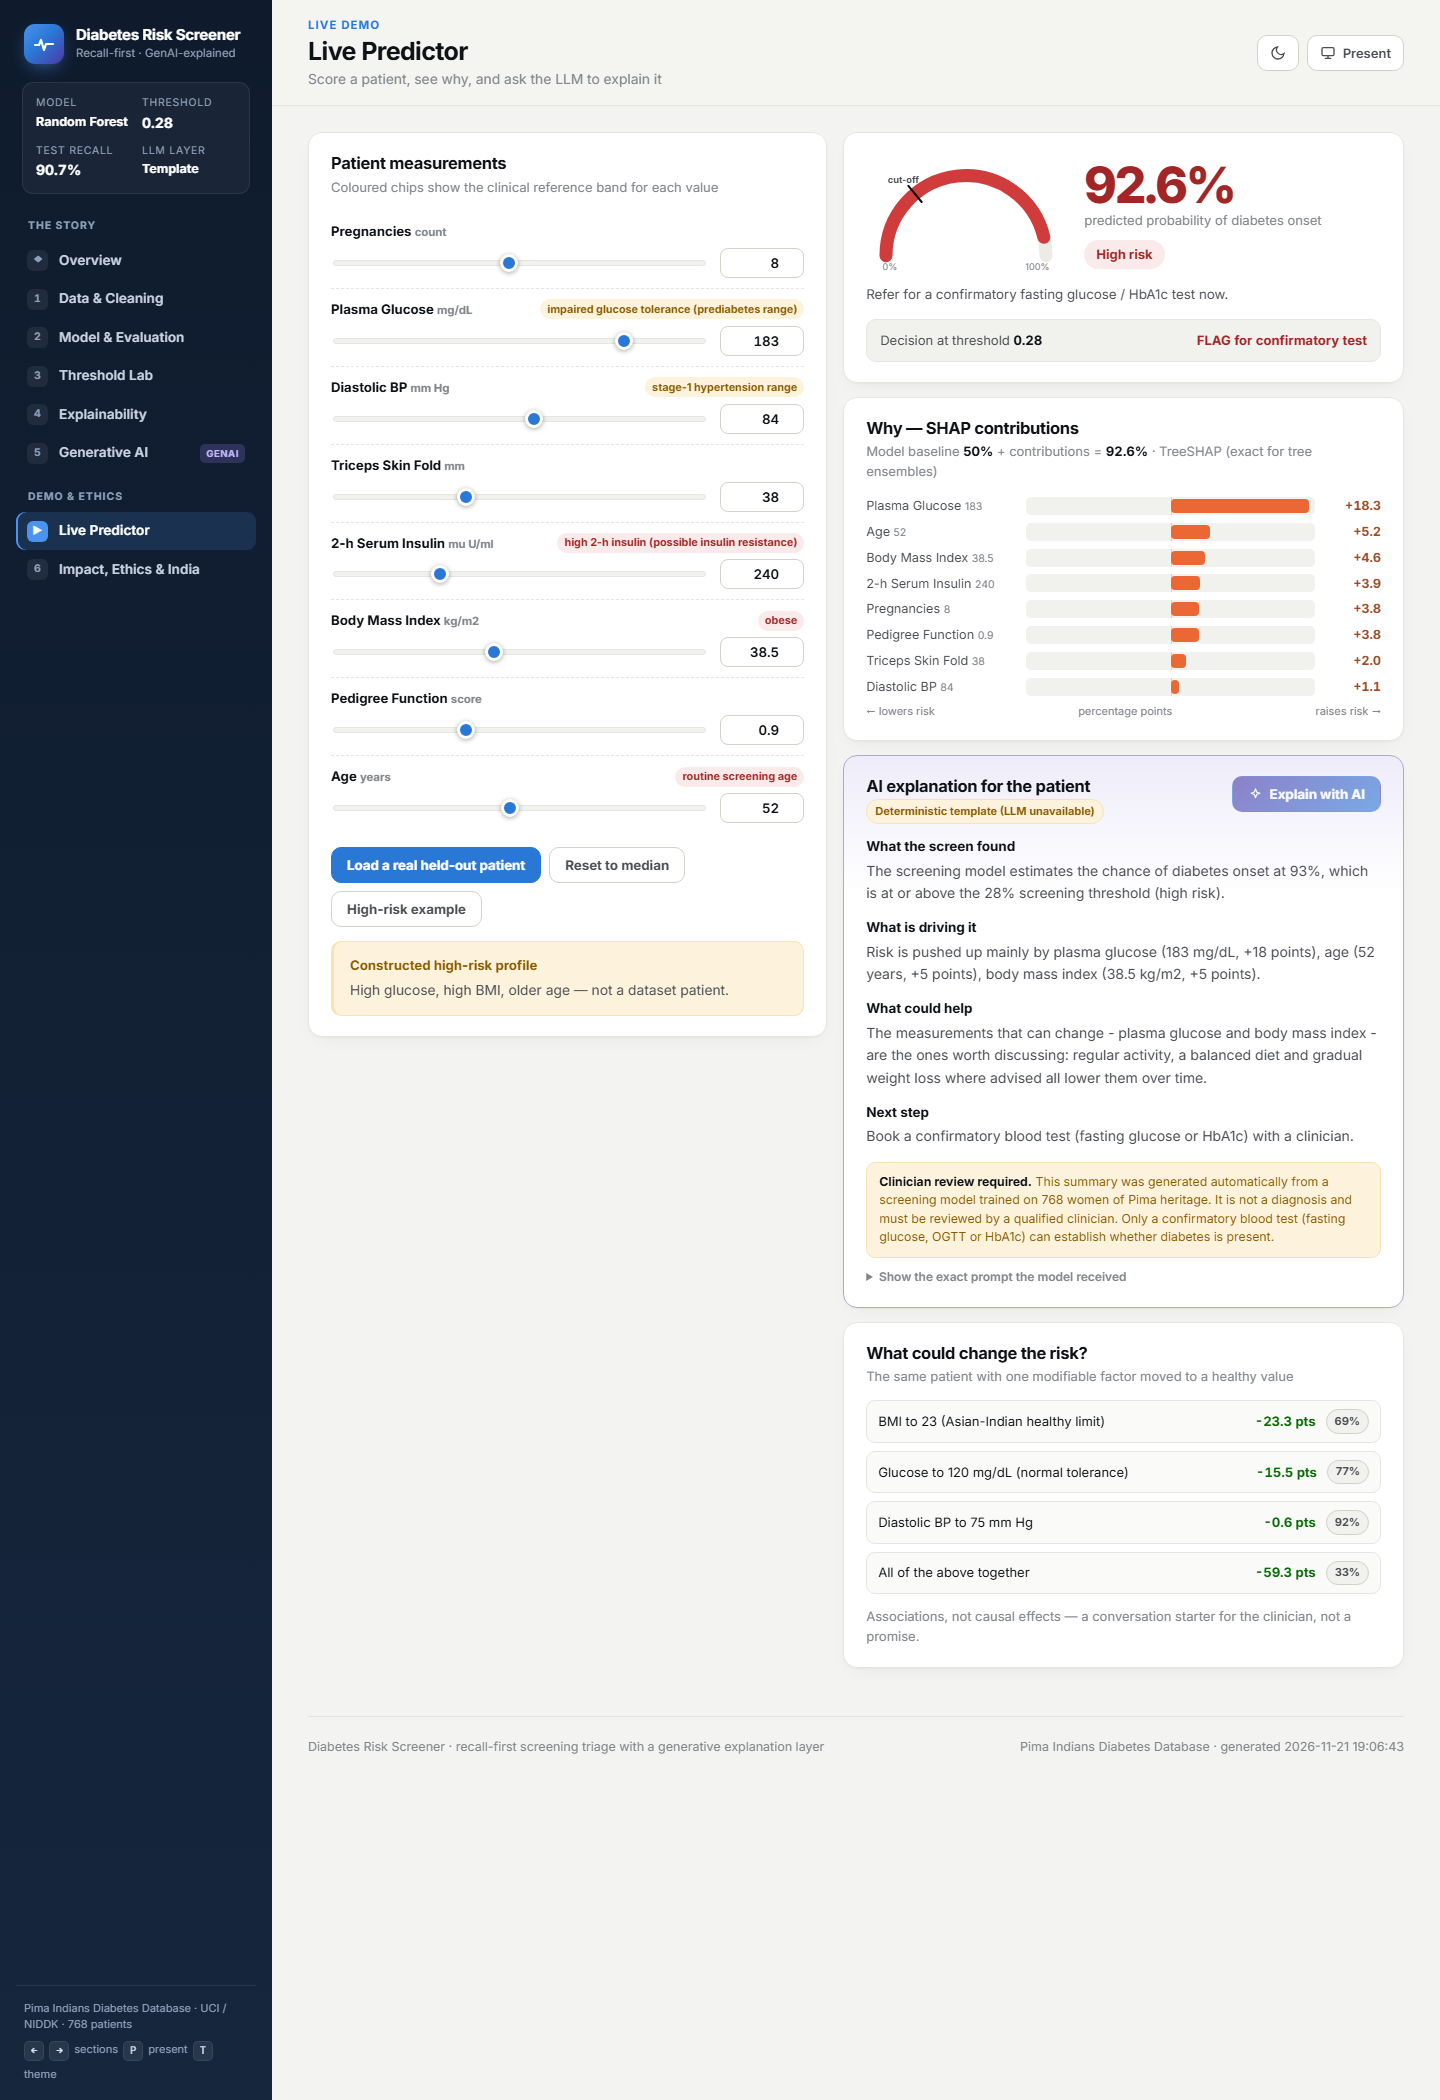 Diabetes Risk Screener
Recall-first · GenAI-explained
MODEL
Random Forest
THRESHOLD
0.28
TEST RECALL
90.7%
LLM LAYER
Template
THE STORY
Overview
1 Data & Cleaning
2 Model & Evaluation
3 Threshold Lab
4 Explainability
5 Generative AI GENAI
DEMO & ETHICS
Live Predictor
6 Impact, Ethics & India
Pima Indians Diabetes Database · UCI /
NIDDK · 768 patients
← → sections P present T
theme
LIVE DEMO
Live Predictor
Score a patient, see why, and ask the LLM to explain it
Present
Patient measurements
Coloured chips show the clinical reference band for each value
Pregnancies count
8
Plasma Glucose mg/dL impaired glucose tolerance (prediabetes range)
183
Diastolic BP mm Hg stage-1 hypertension range
84
Triceps Skin Fold mm
38
2-h Serum Insulin mu U/ml high 2-h insulin (possible insulin resistance)
240
Body Mass Index kg/m2 obese
38.5
Pedigree Function score
0.9
Age years routine screening age
52
Load a real held-out patient
Reset to median
High-risk example
Constructed high-risk profile
High glucose, high BMI, older age — not a dataset patient.
cut-off
0% 100%
92.6%
predicted probability of diabetes onset
High risk
Refer for a confirmatory fasting glucose / HbA1c test now.
Decision at threshold 0.28 FLAG for confirmatory test
Why — SHAP contributions
Model baseline 50% + contributions = 92.6% · TreeSHAP (exact for tree
ensembles)
Plasma Glucose 183 +18.3
Age 52 +5.2
Body Mass Index 38.5 +4.6
2-h Serum Insulin 240 +3.9
Pregnancies 8 +3.8
Pedigree Function 0.9 +3.8
Triceps Skin Fold 38 +2.0
Diastolic BP 84 +1.1
← lowers risk percentage points raises risk →
AI explanation for the patient
Explain with AI
Deterministic template (LLM unavailable)
What the screen found
The screening model estimates the chance of diabetes onset at 93%, which
is at or above the 28% screening threshold (high risk).
What is driving it
Risk is pushed up mainly by plasma glucose (183 mg/dL, +18 points), age (52
years, +5 points), body mass index (38.5 kg/m2, +5 points).
What could help
The measurements that can change - plasma glucose and body mass index -
are the ones worth discussing: regular activity, a balanced diet and gradual
weight loss where advised all lower them over time.
Next step
Book a confirmatory blood test (fasting glucose or HbA1c) with a clinician.
Clinician review required. This summary was generated automatically from a
screening model trained on 768 women of Pima heritage. It is not a diagnosis and
must be reviewed by a qualified clinician. Only a confirmatory blood test (fasting
glucose, OGTT or HbA1c) can establish whether diabetes is present.
▶ Show the exact prompt the model received
What could change the risk?
The same patient with one modifiable factor moved to a healthy value
BMI to 23 (Asian-Indian healthy limit) -23.3 pts 69%
Glucose to 120 mg/dL (normal tolerance) -15.5 pts 77%
Diastolic BP to 75 mm Hg -0.6 pts 92%
All of the above together -59.3 pts 33%
Associations, not causal effects — a conversation starter for the clinician, not a
promise.
Diabetes Risk Screener · recall-first screening triage with a generative explanation layer
Pima Indians Diabetes Database · generated 2026-11-21 19:06:43